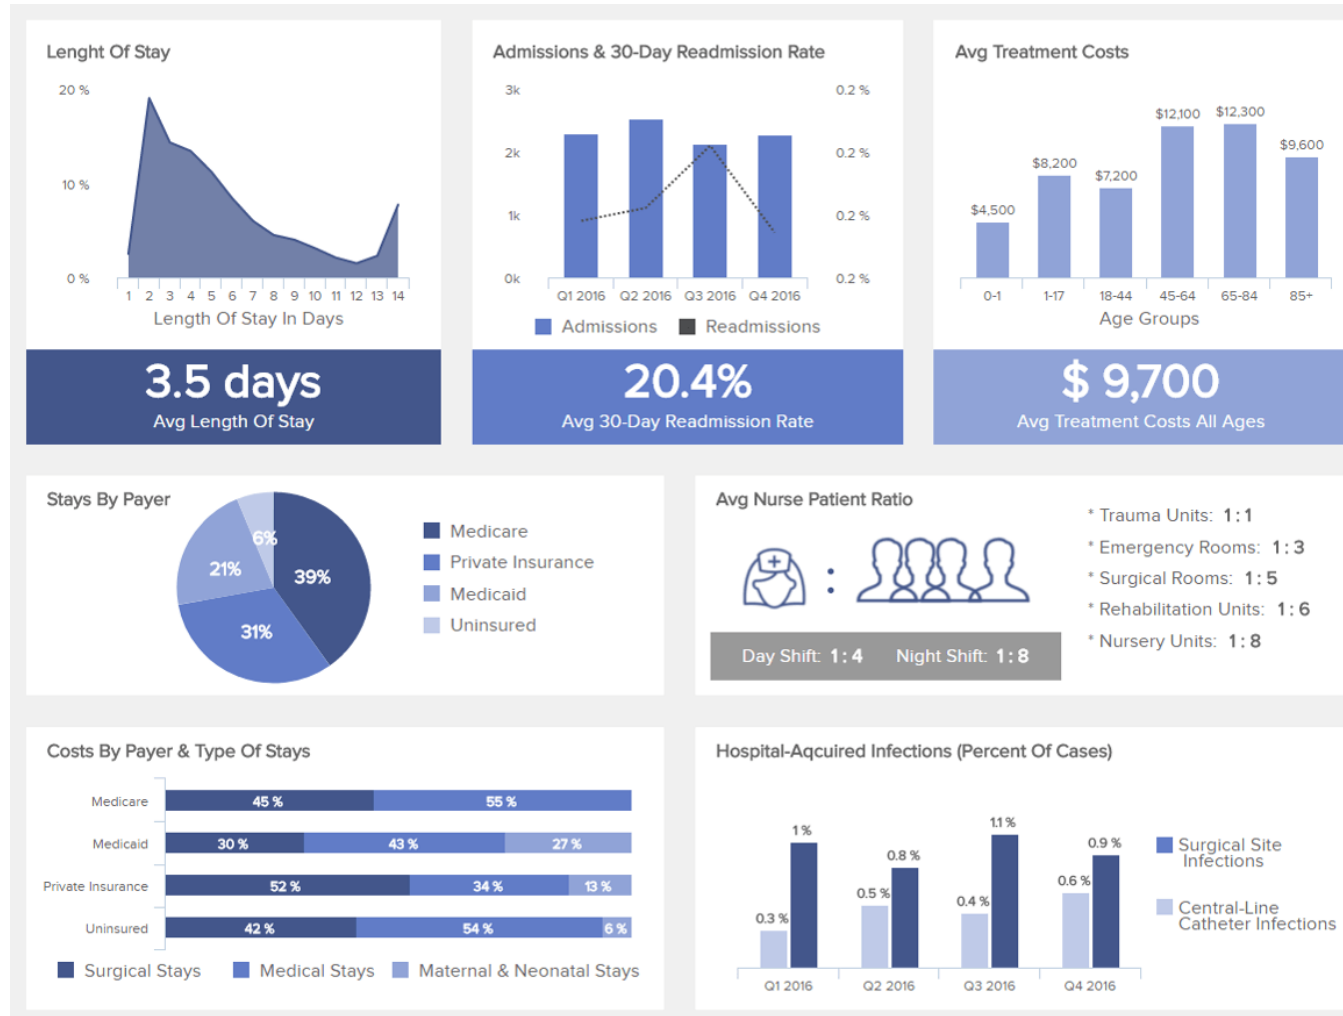 Lenght Of Stay
20 %
10 %
0 %
1 2 3 4 5 6 7 8 9 10 11 12 13 14
Length Of Stay In Days
3.5 days
Avg Length Of Stay
Admissions & 30-Day Readmission Rate
3k
2k
1k
0k
0.2 %
0.2 %
0.2 %
0.2 %
Q1 2016 Q2 2016 Q3 2016 Q4 2016
Admissions Readmissions
20.4%
Avg 30-Day Readmission Rate
Avg Treatment Costs
$4,500
$8,200
$7,200
$12,100
$12,300
$9,600
0-1 1-17 18-44 45-64 65-84 85+
Age Groups
$ 9,700
Avg Treatment Costs All Ages
Stays By Payer
39%
31%
21%
6%
Medicare
Private Insurance
Medicaid
Uninsured
Avg Nurse Patient Ratio
:
Day Shift: 1 : 4 Night Shift: 1 : 8
* Trauma Units: 1 : 1
* Emergency Rooms: 1 : 3
* Surgical Rooms: 1 : 5
* Rehabilitation Units: 1 : 6
* Nursery Units: 1 : 8
Costs By Payer & Type Of Stays
Medicare 45 % 55 %
Medicaid 30 % 43 % 27 %
Private Insurance 52 % 34 % 13 %
Uninsured 42 % 54 % 6 %
Surgical Stays Medical Stays Maternal & Neonatal Stays
Hospital-Aqcuired Infections (Percent Of Cases)
0.3 % 1 %
0.5 % 0.8 %
0.4 % 1.1 %
0.6 % 0.9 %
Q1 2016 Q2 2016 Q3 2016 Q4 2016
Surgical Site
Infections
Central-Line
Catheter Infections